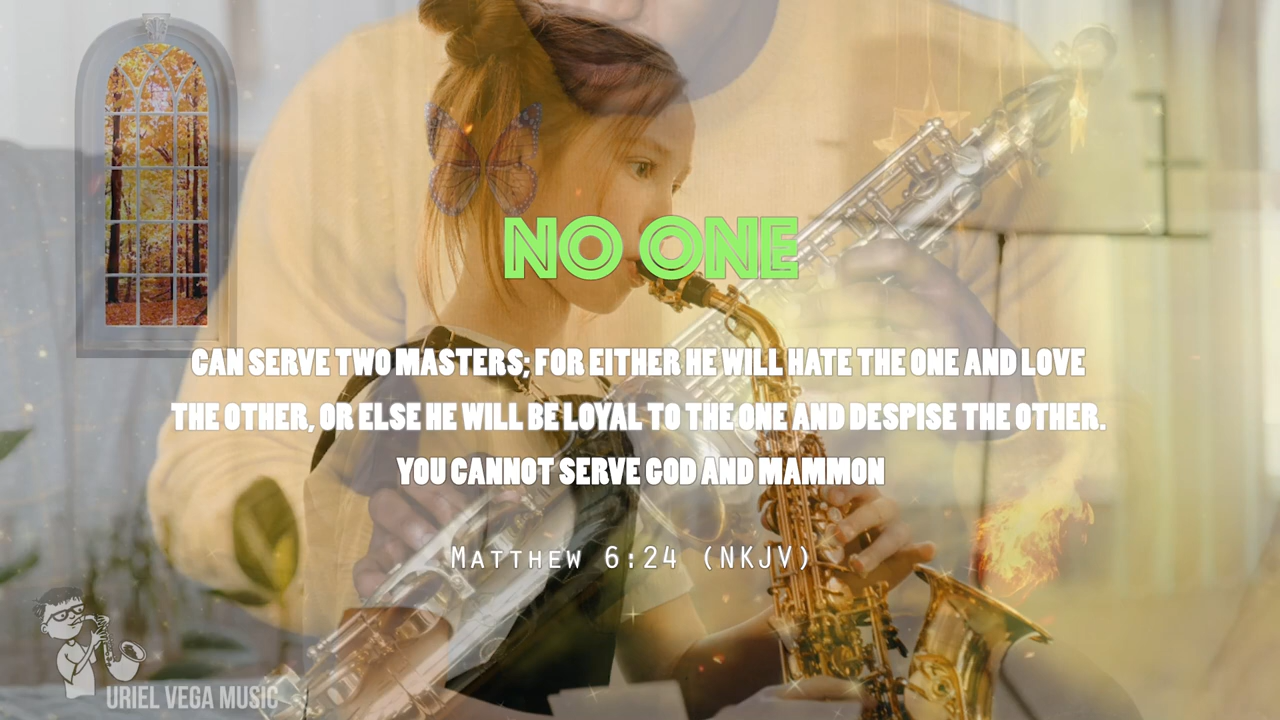 NO ONE
CAN SERVE TWO MASTERS; FOR EITHER HE WILL HATE THE ONE AND LOVE
THE OTHER, OR ELSE HE WILL BE LOYAL TO THE ONE AND DESPISE THE OTHER.
YOU CANNOT SERVE GOD AND MAMMON
MATTHEW 6:24 (NKJV)
URIEL VEGA MUSIC